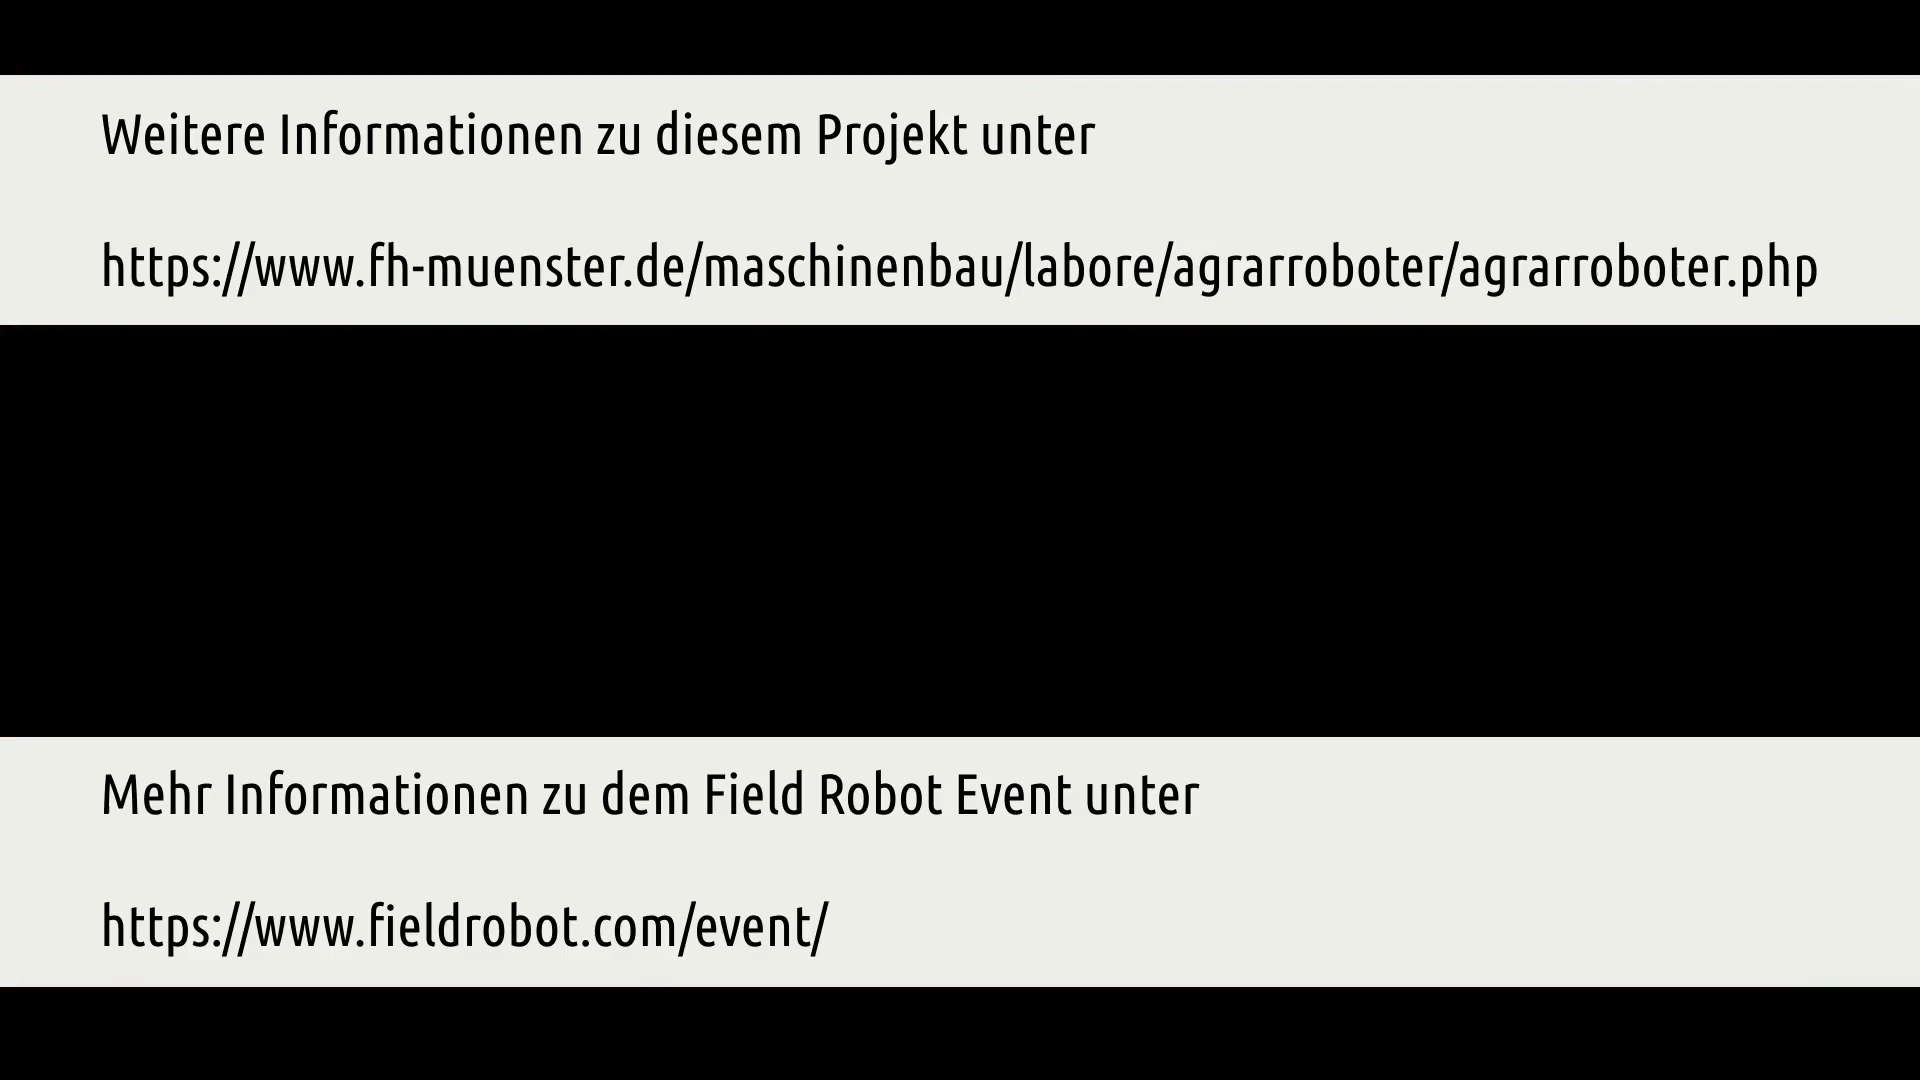 Weitere Informationen zu diesem Projekt unter
https://www.fh-muenster.de/maschinenbau/labore/agrarroboter/agrarroboter.php
Mehr Informationen zu dem Field Robot Event unter
https://www.fieldrobot.com/event/